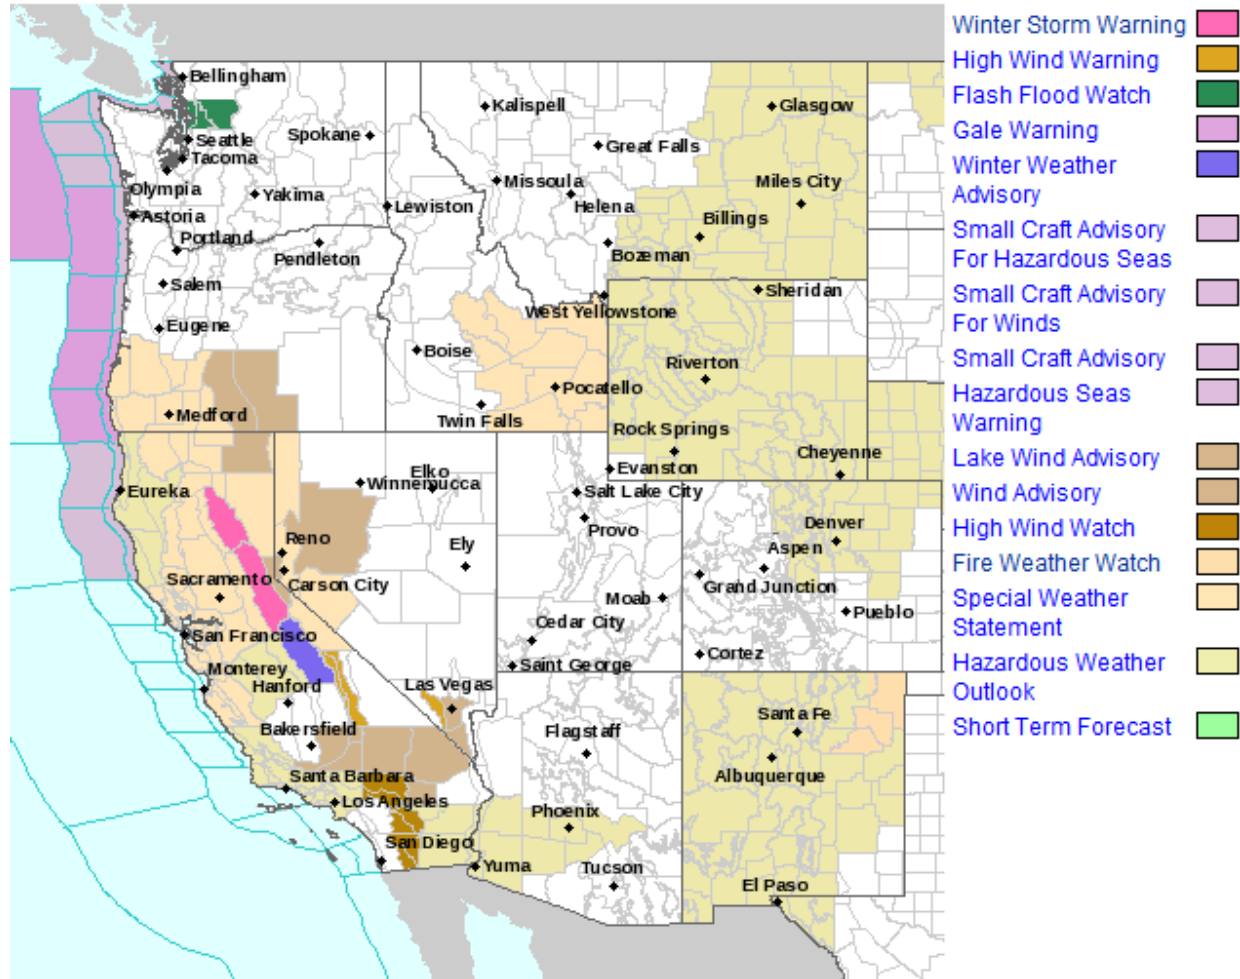 Bellingham
Seattle
Tacoma
Olympia
Astoria
Portland
Spokane
Yakima
Lewiston
Pendleton
Salem
Eugene
Medford
Kalispell
Great Falls
Missoula
Helena
Glasgow
Miles City
Billings
Bozeman
West Yellowstone
Sheridan
Boise
Pocatello
Twin Falls
Riverton
Rock Springs
Cheyenne
Evanston
Eureka
Elko
Winnemucca
Reno
Ely
Carson City
Sacramento
San Francisco
Monterey
Hanford
Bakersfield
Las Vegas
Santa Barbara
Los Angeles
San Diego
Salt Lake City
Provo
Moab
Cedar City
Saint George
Denver
Aspen
Grand Junction
Pueblo
Cortez
Flagstaff
Phoenix
Yuma
Tucson
Santa Fe
Albuquerque
El Paso
Winter Storm Warning
High Wind Warning
Flash Flood Watch
Gale Warning
Winter Weather
Advisory
Small Craft Advisory
For Hazardous Seas
Small Craft Advisory
For Winds
Small Craft Advisory
Hazardous Seas
Warning
Lake Wind Advisory
Wind Advisory
High Wind Watch
Fire Weather Watch
Special Weather
Statement
Hazardous Weather
Outlook
Short Term Forecast